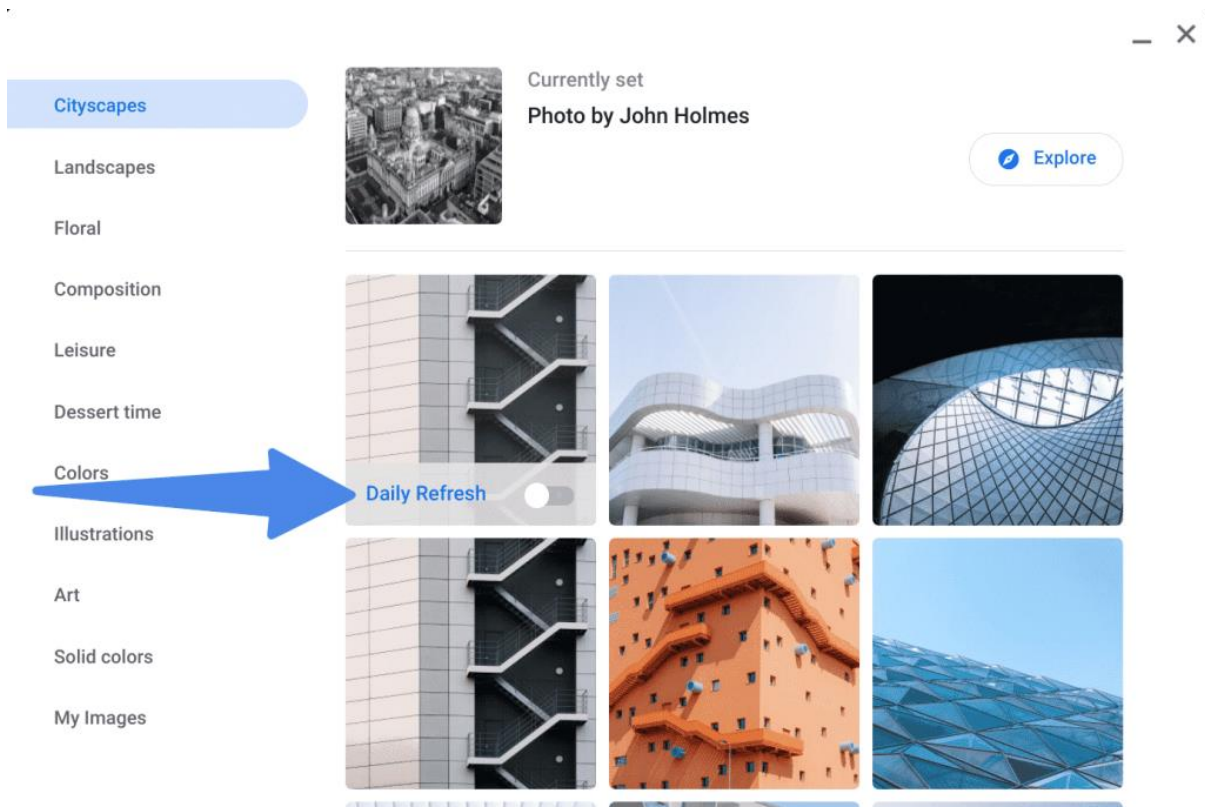 Cityscapes
Landscapes
Floral
Composition
Leisure
Dessert time
Colors
Illustrations
Art
Solid colors
My Images
Currently set
Photo by John Holmes
Explore
Daily Refresh